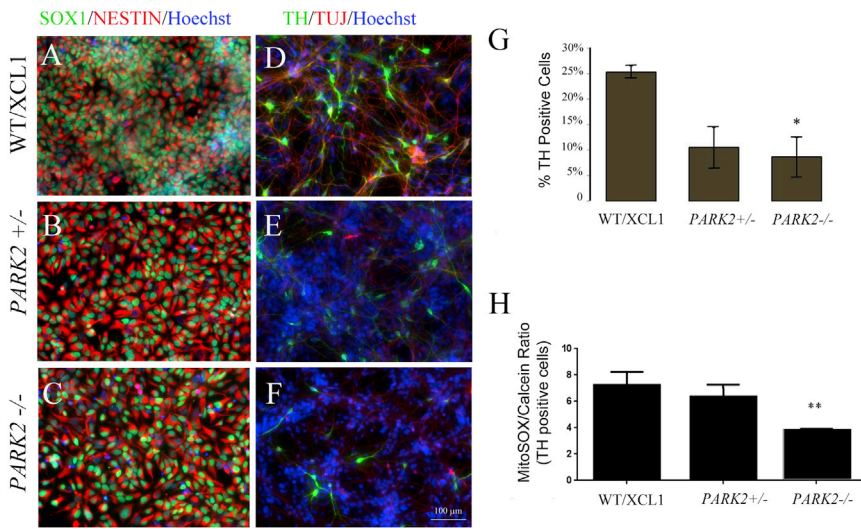 SOX1/NESTIN/Hoechst
TH/TUJ/Hoechst
WT/XCL1
PARK2 +/-
PARK2 -/-
A
B
C
D
E
F
100 µm
G
% TH Positive Cells
30%
25%
20%
15%
10%
5%
0
*
WT/XCL1
PARK2+/-
PARK2-/-
H
MitoSOX/Calcein Ratio
(TH positive cells)
10
8
6
4
2
0
**
WT/XCL1
PARK2+/-
PARK2-/-